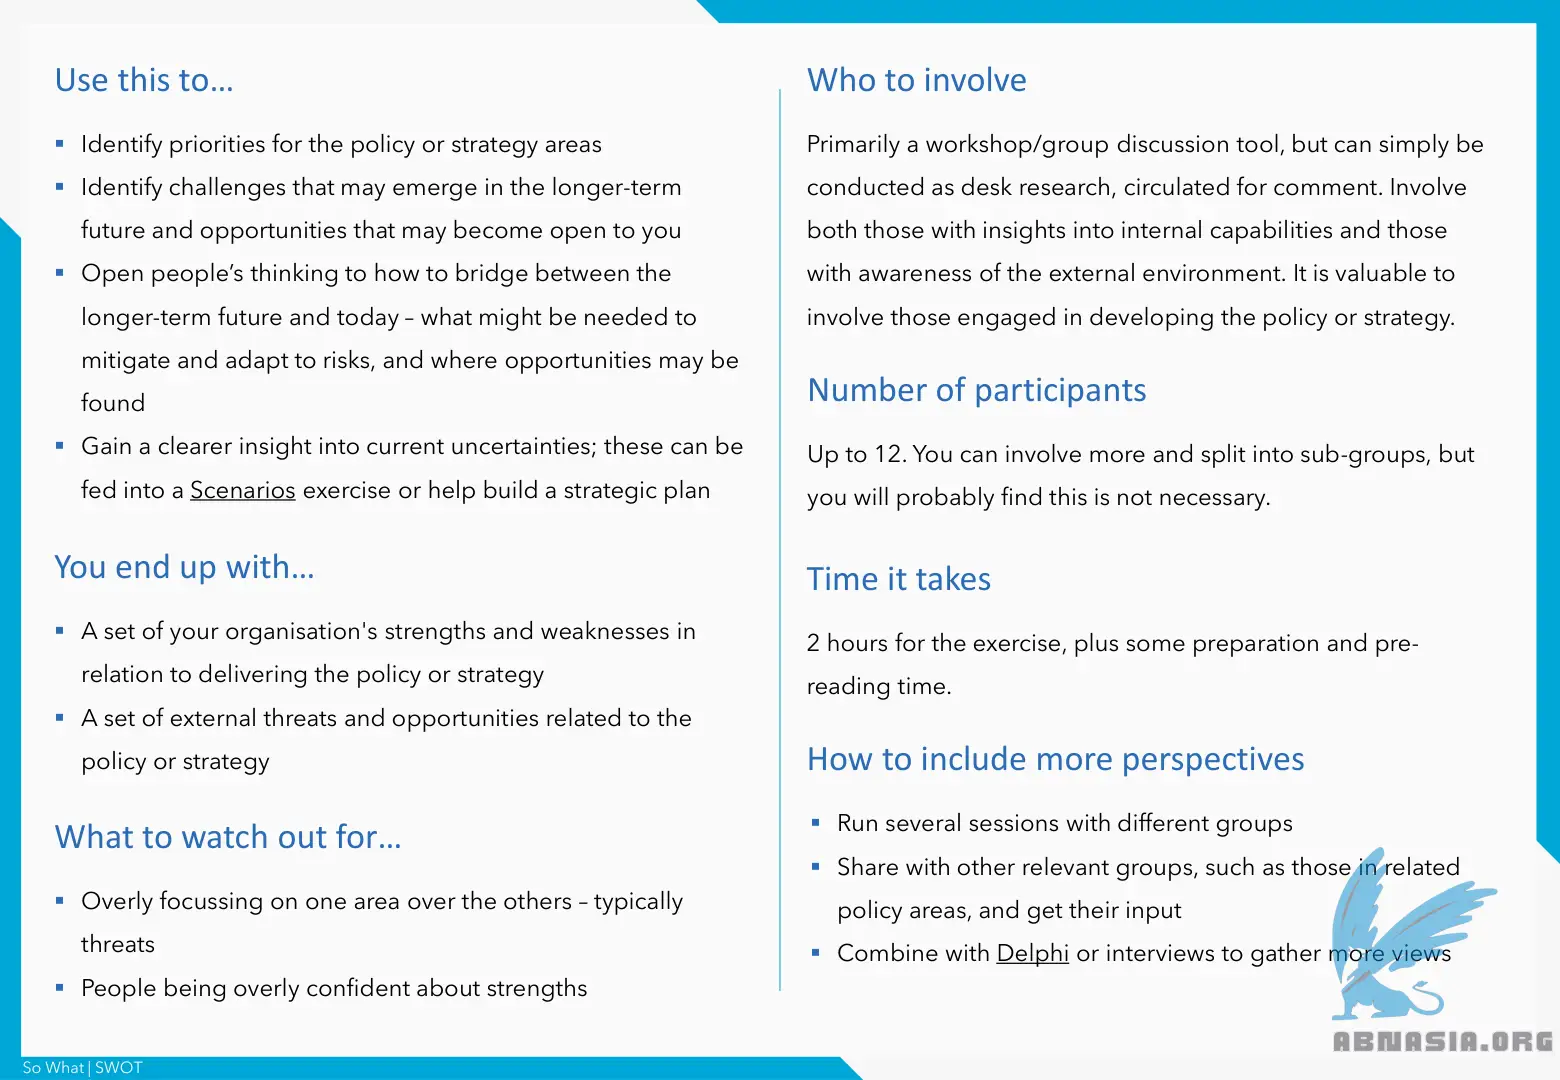 Use this to...
▪ Identify priorities for the policy or strategy areas
▪ Identify challenges that may emerge in the longer-term
future and opportunities that may become open to you
▪ Open people’s thinking to how to bridge between the
longer-term future and today – what might be needed to
mitigate and adapt to risks, and where opportunities may be
found
▪ Gain a clearer insight into current uncertainties; these can be
fed into a Scenarios exercise or help build a strategic plan
You end up with...
▪ A set of your organisation's strengths and weaknesses in
relation to delivering the policy or strategy
▪ A set of external threats and opportunities related to the
policy or strategy
What to watch out for...
▪ Overly focussing on one area over the others – typically
threats
▪ People being overly confident about strengths
Who to involve
Primarily a workshop/group discussion tool, but can simply be
conducted as desk research, circulated for comment. Involve
both those with insights into internal capabilities and those
with awareness of the external environment. It is valuable to
involve those engaged in developing the policy or strategy.
Number of participants
Up to 12. You can involve more and split into sub-groups, but
you will probably find this is not necessary.
Time it takes
2 hours for the exercise, plus some preparation and pre-
reading time.
How to include more perspectives
▪ Run several sessions with different groups
▪ Share with other relevant groups, such as those in related
policy areas, and get their input
▪ Combine with Delphi or interviews to gather more views
ABNASIA.ORG
So What | SWOT